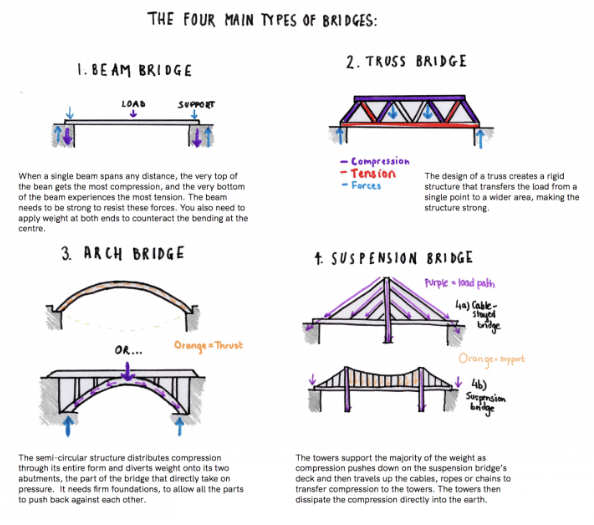 THE FOUR MAIN TYPES OF BRIDGES:
1. BEAM BRIDGE
LOAD
SUPPORT
When a single beam spans any distance, the very top
of the bean gets the most compression, and the very bottom
of the beam experiences the most tension. The beam
needs to be strong to resist these forces. You also need to
apply weight at both ends to counteract the bending at the
centre.
2. TRUSS BRIDGE
- Compression
- Tension
- Forces
The design of a truss creates a rigid
structure that transfers the load from a
single point to a wider area, making the
structure strong.
3. ARCH BRIDGE
OR...
Orange = Thrust
The semi-circular structure distributes compression
through its entire form and diverts weight onto its two
abutments, the part of the bridge that directly take on
pressure. It needs firm foundations, to allow all the parts
to push back against each other.
4. SUSPENSION BRIDGE
Purple = load path
4a) Cable-
stayed
bridge
Orange = support
4b)
Suspension
bridge
The towers support the majority of the weight as
compression pushes down on the suspension bridge's
deck and then travels up the cables, ropes or chains to
transfer compression to the towers. The towers then
dissipate the compression directly into the earth.